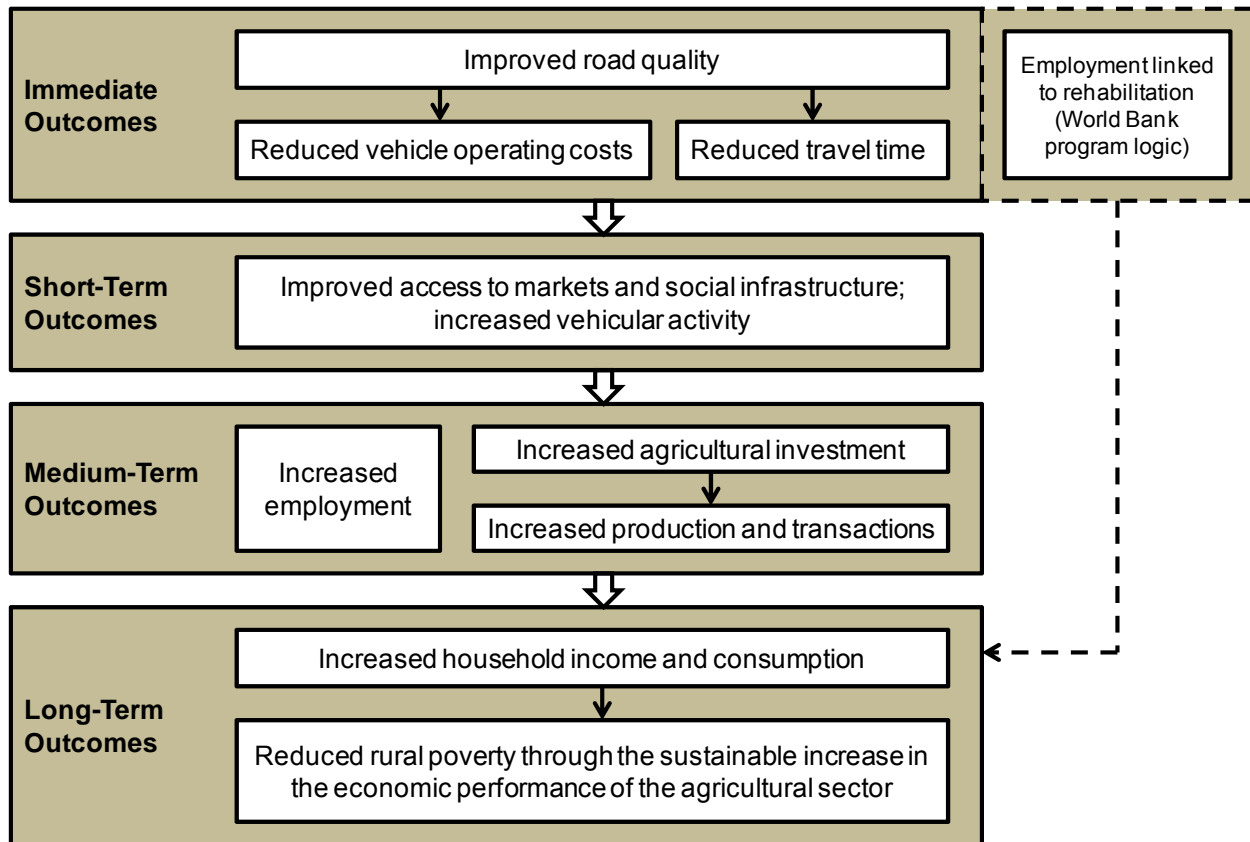 Immediate
Outcomes
Improved road quality
Reduced vehicle operating costs
Reduced travel time
Employment linked
to rehabilitation
(World Bank
program logic)
Short-Term
Outcomes
Improved access to markets and social infrastructure;
increased vehicular activity
Medium-Term
Outcomes
Increased
employment
Increased agricultural investment
Increased production and transactions
Long-Term
Outcomes
Increased household income and consumption
Reduced rural poverty through the sustainable increase in
the economic performance of the agricultural sector